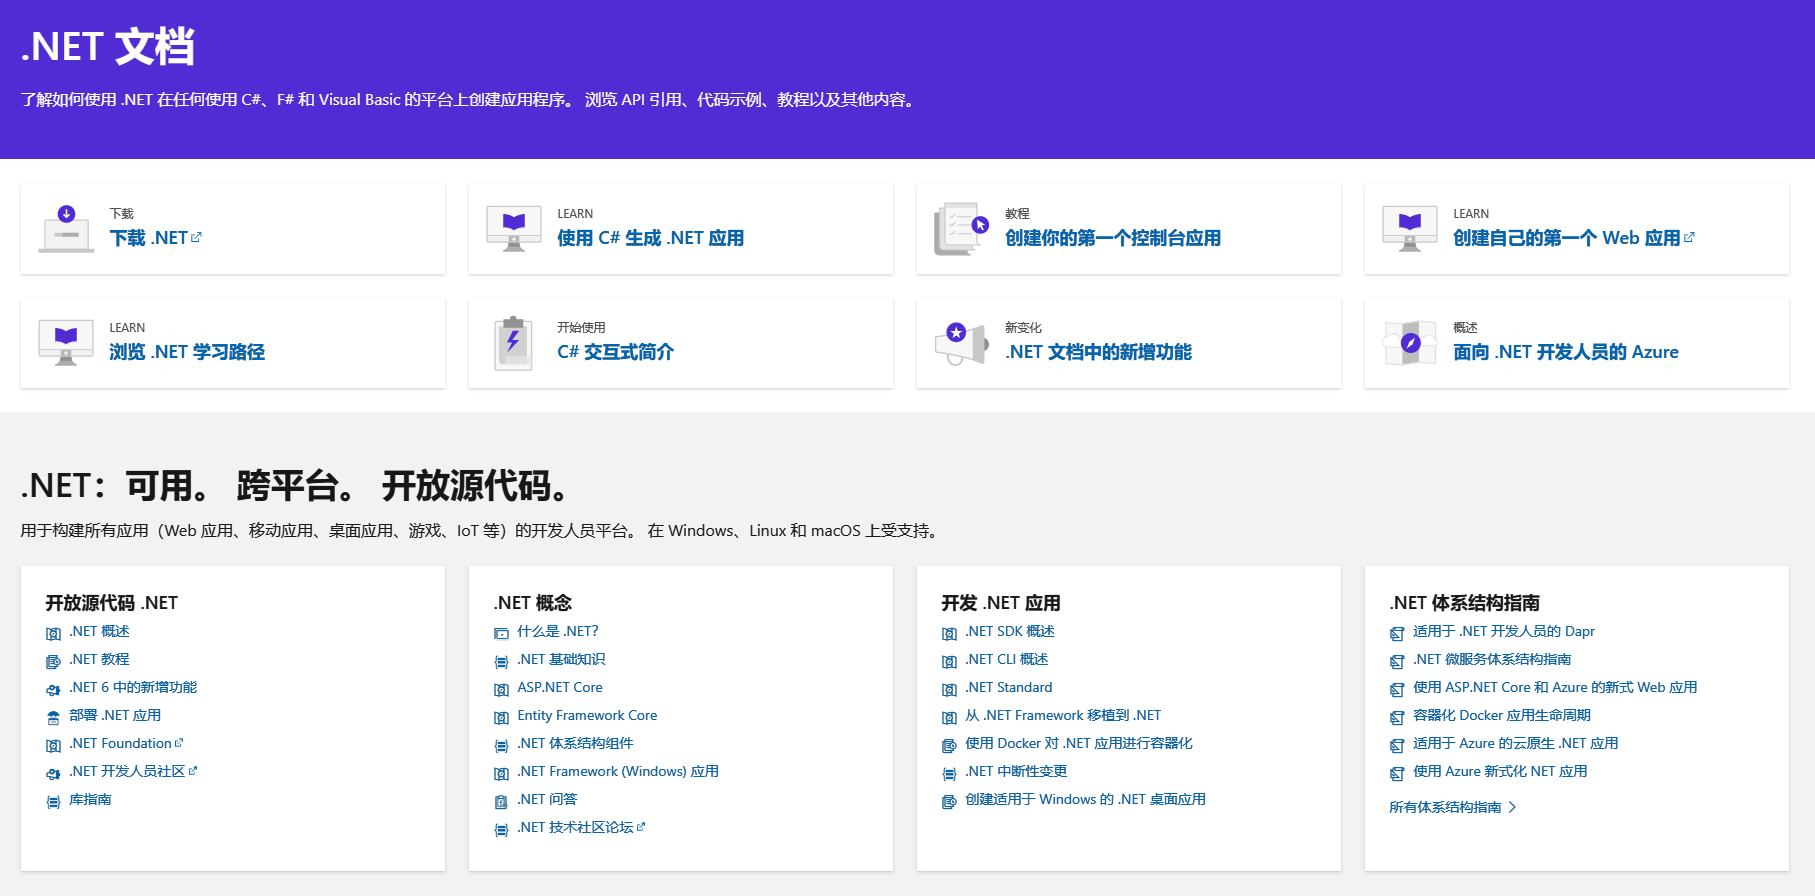 .NET 文档
了解如何使用 .NET 在任何使用 C#、F# 和 Visual Basic 的平台上创建应用程序。 浏览 API 引用、代码示例、教程以及其他内容。
下载
下载 .NET
LEARN
使用 C# 生成 .NET 应用
教程
创建你的第一个控制台应用
LEARN
创建自己的第一个 Web 应用
LEARN
浏览 .NET 学习路径
开始使用
C# 交互式简介
新变化
.NET 文档中的新增功能
概述
面向 .NET 开发人员的 Azure
.NET：可用。 跨平台。 开放源代码。
用于构建所有应用（Web 应用、移动应用、桌面应用、游戏、IoT 等）的开发人员平台。 在 Windows、Linux 和 macOS 上受支持。
开放源代码 .NET
.NET 概述
.NET 教程
.NET 6 中的新增功能
部署 .NET 应用
.NET Foundation
.NET 开发人员社区
库指南
.NET 概念
什么是 .NET？
.NET 基础知识
ASP.NET Core
Entity Framework Core
.NET 体系结构组件
.NET Framework (Windows) 应用
.NET 问答
.NET 技术社区论坛
开发 .NET 应用
.NET SDK 概述
.NET CLI 概述
.NET Standard
从 .NET Framework 移植到 .NET
使用 Docker 对 .NET 应用进行容器化
.NET 中断性变更
创建适用于 Windows 的 .NET 桌面应用
.NET 体系结构指南
适用于 .NET 开发人员的 Dapr
.NET 微服务体系结构指南
使用 ASP.NET Core 和 Azure 的新式 Web 应用
容器化 Docker 应用生命周期
适用于 Azure 的云原生 .NET 应用
使用 Azure 新式化 NET 应用
所有体系结构指南